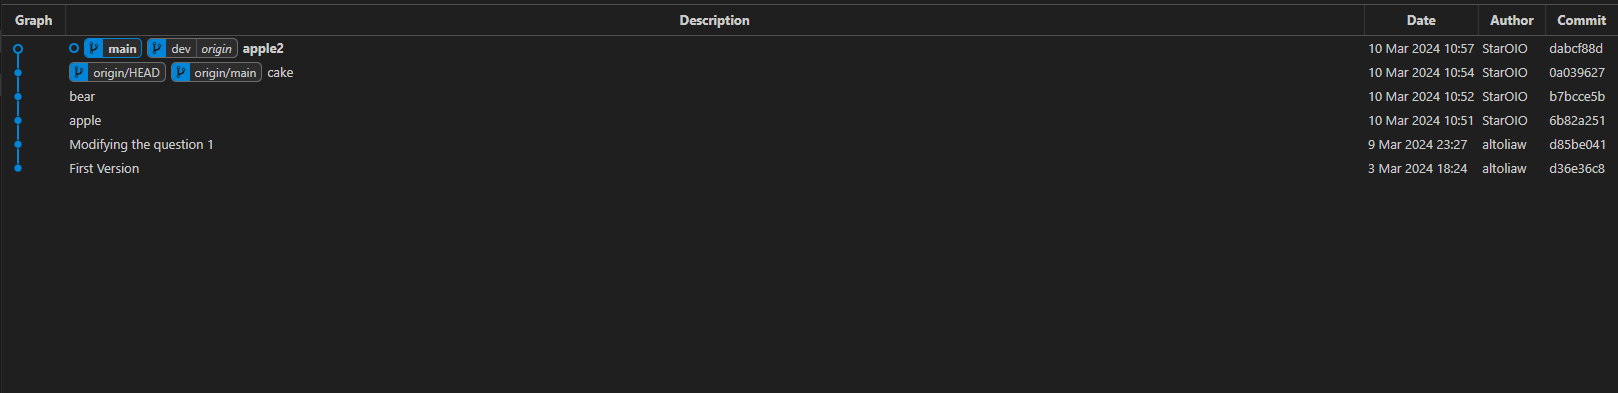 Graph Description Date Author Commit
main dev origin apple2 10 Mar 2024 10:57 StarOIO dabcf88d
origin/HEAD origin/main cake 10 Mar 2024 10:54 StarOIO 0a039627
bear 10 Mar 2024 10:52 StarOIO b7bcce5b
apple 10 Mar 2024 10:51 StarOIO 6b82a251
Modifying the question 1 9 Mar 2024 23:27 altoliaw d85be041
First Version 3 Mar 2024 18:24 altoliaw d36e36c8